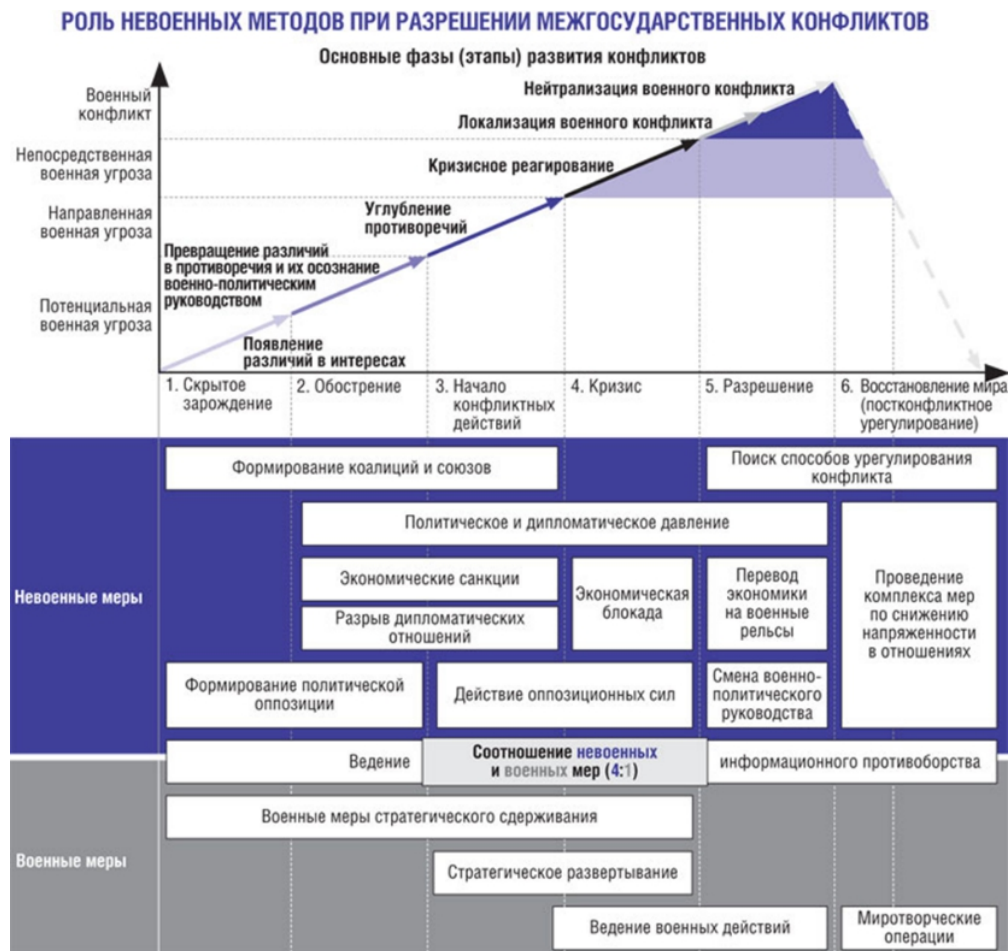 РОЛЬ НЕВОЕННЫХ МЕТОДОВ ПРИ РАЗРЕШЕНИИ МЕЖГОСУДАРСТВЕННЫХ КОНФЛИКТОВ
Основные фазы (этапы) развития конфликтов
Военный
конфликт
Непосредственная
военная угроза
Направленная
военная угроза
Потенциальная
военная угроза
Нейтрализация военного конфликта
Локализация военного конфликта
Кризисное реагирование
Углубление
противоречий
Превращение различий
в противоречия и их осознание
военно-политическим
руководством
Появление
различий в интересах
1. Скрытое
зарождение
2. Обострение
3. Начало
конфликтных
действий
4. Кризис
5. Разрешение
6. Восстановление мира
(постконфликтное
урегулирование)
Невоенные меры
Формирование коалиций и союзов
Поиск способов урегулирования
конфликта
Политическое и дипломатическое давление
Экономические санкции
Разрыв дипломатических
отношений
Экономическая
блокада
Перевод
экономики
на военные
рельсы
Проведение
комплекса мер
по снижению
напряженности
в отношениях
Формирование политической
оппозиции
Действие оппозиционных сил
Смена военно-
политического
руководства
Ведение
Соотношение невоенных
и военных мер (4:1)
информационного противоборства
Военные меры
Военные меры стратегического сдерживания
Стратегическое развертывание
Ведение военных действий
Миротворческие
операции